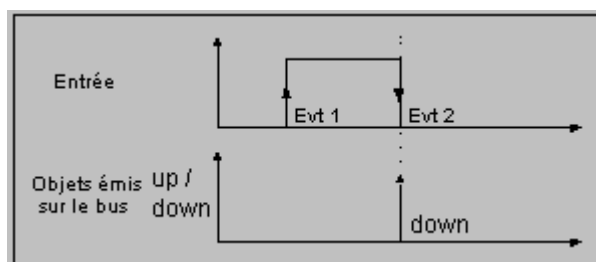 Entrée
Evt 1
Evt 2
Objets émis
sur le bus
up /
down
down